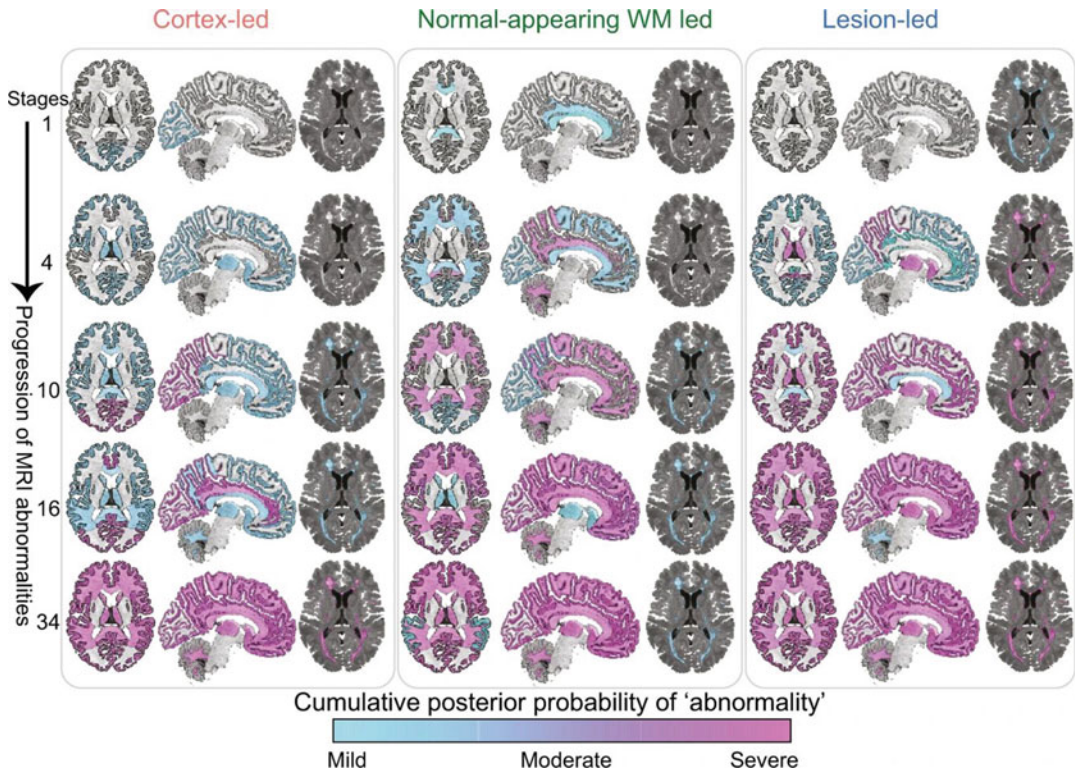 Cortex-led
Normal-appearing WM led
Lesion-led
Stages
1
4
10
16
34
Progression of MRI abnormalities
Cumulative posterior probability of ‘abnormality’
Mild
Moderate
Severe